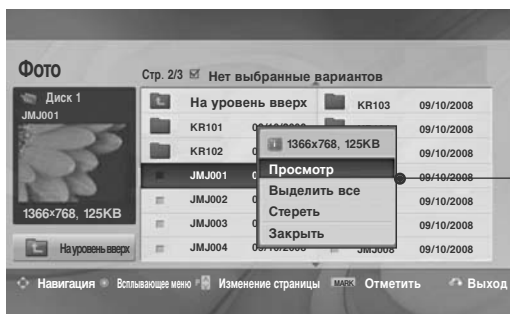 Фото
Стр. 2/3 Нет выбранные вариантов
Диск 1
JMJ001
1366x768, 125KB
На уровень вверх
На уровень вверх
KR101
KR102
JMJ001
JMJ002
JMJ003
JMJ004
KR103 09/10/2008
09/10/2008
09/10/2008
09/10/2008
09/10/2008
09/10/2008
JMJ008 09/10/2008
1366x768, 125KB
Просмотр
Выделить все
Стереть
Закрыть
Навигация Всплывающее меню P Изменение страницы MARK Отметить Выход